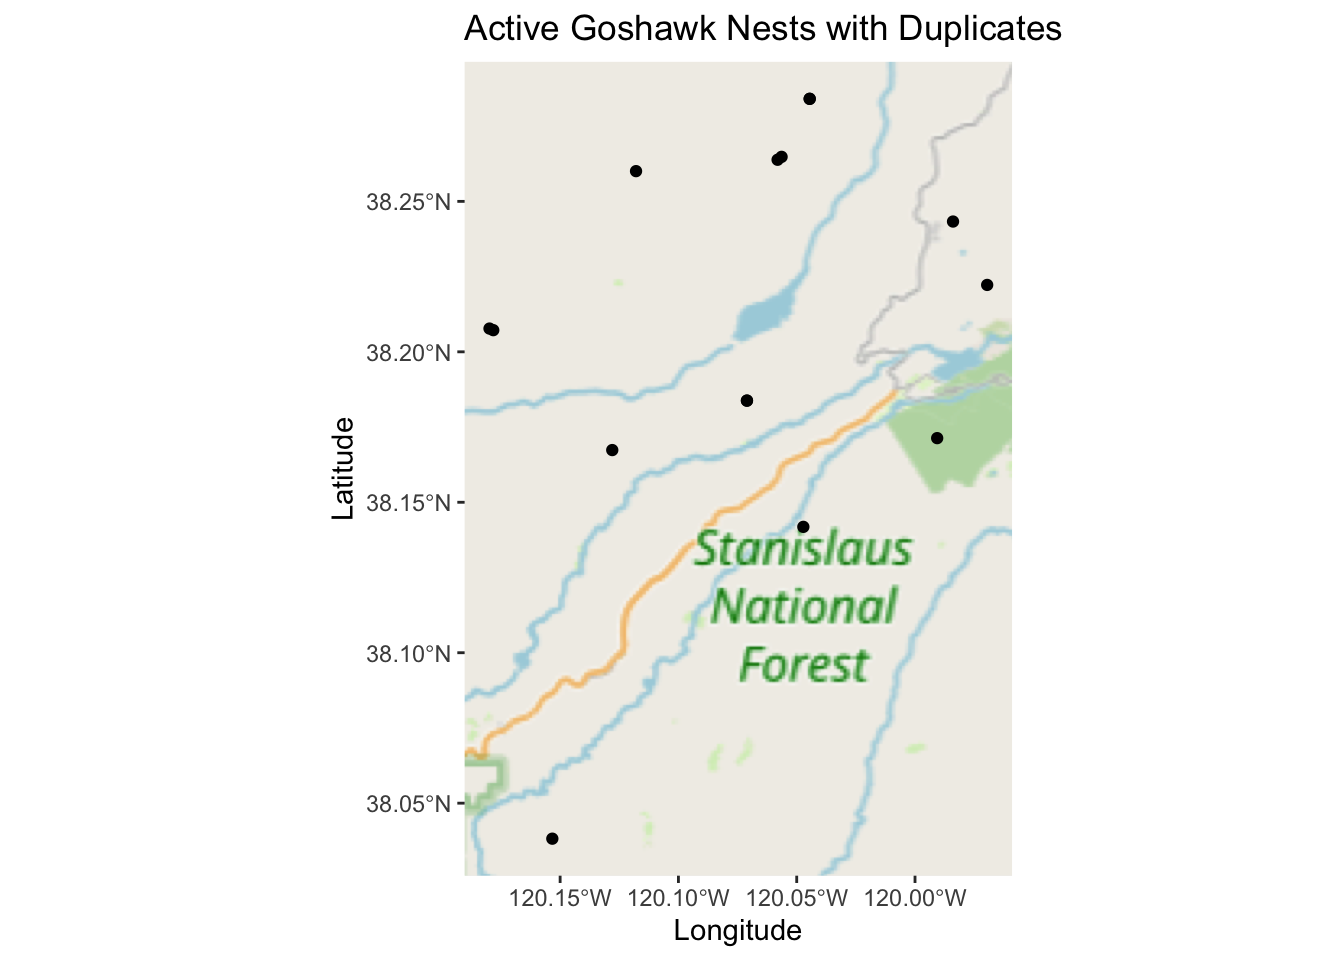 Active Goshawk Nests with Duplicates
38.25°N
38.20°N
38.15°N
38.10°N
38.05°N
Latitude
Stanislaus
National
Forest
120.15°W 120.10°W 120.05°W 120.00°W
Longitude